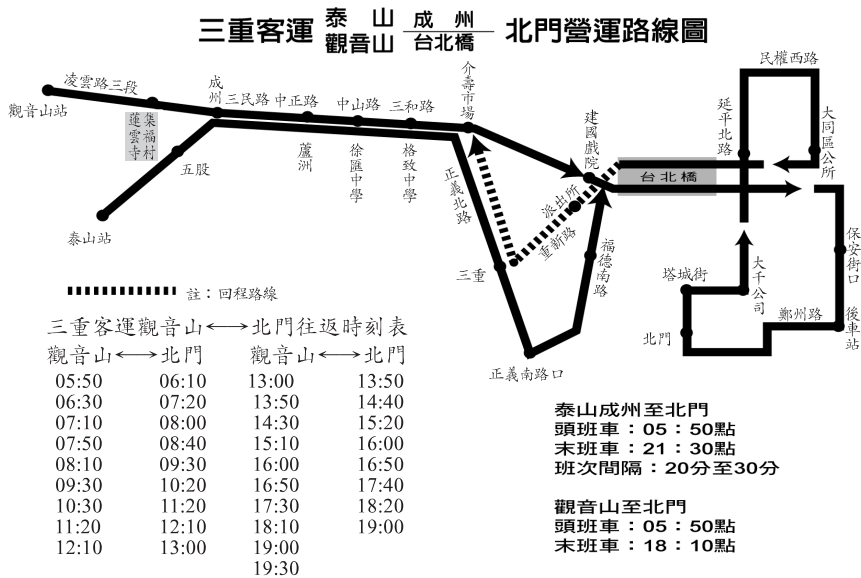 三重客運 泰山 觀音山 成州 台北橋 北門營運路線圖
民權西路
凌雲路三段
成州
三民路
中正路
中山路
三和路
介壽市場
觀音山站
集福村
蓮雲寺
五股
蘆洲
徐匯中學
格致中學
正義北路
建國戲院
派出所
重新路
台北橋
延平北路
大同區公所
泰山站
三重
福德南路
正義南路口
塔城街
大千公司
保安街口
鄭州路
後車站
北門
註：回程路線
三重客運觀音山←→北門往返時刻表
觀音山←→北門 觀音山←→北門
05:50 06:10 13:00 13:50
06:30 07:20 13:50 14:40
07:10 08:00 14:30 15:20
07:50 08:40 15:10 16:00
08:10 09:30 16:00 16:50
09:30 10:20 16:50 17:40
10:30 11:20 17:30 18:20
11:20 12:10 18:10 19:00
12:10 13:00 19:00
19:30
泰山成州至北門
頭班車：05：50點
末班車：21：30點
班次間隔：20分至30分
觀音山至北門
頭班車：05：50點
末班車：18：10點